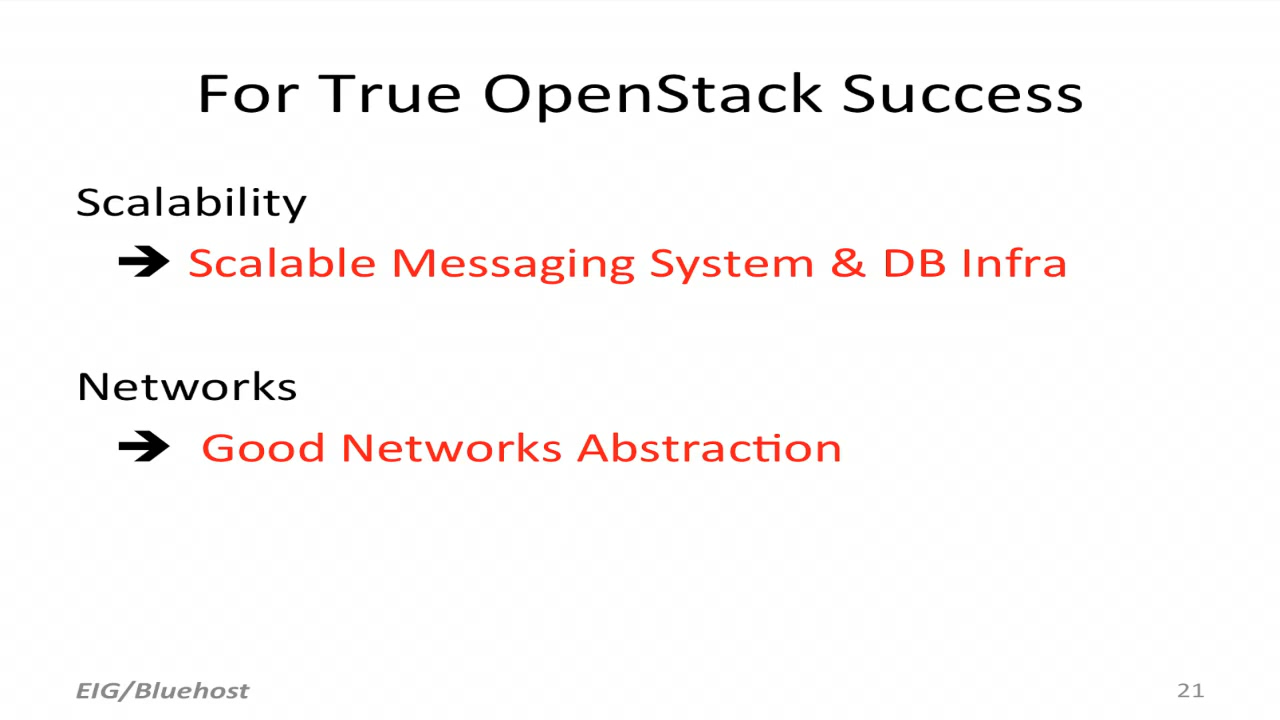 For True OpenStack Success
Scalability
➔ Scalable Messaging System & DB Infra
Networks
➔ Good Networks Abstraction
EIG/Bluehost
21